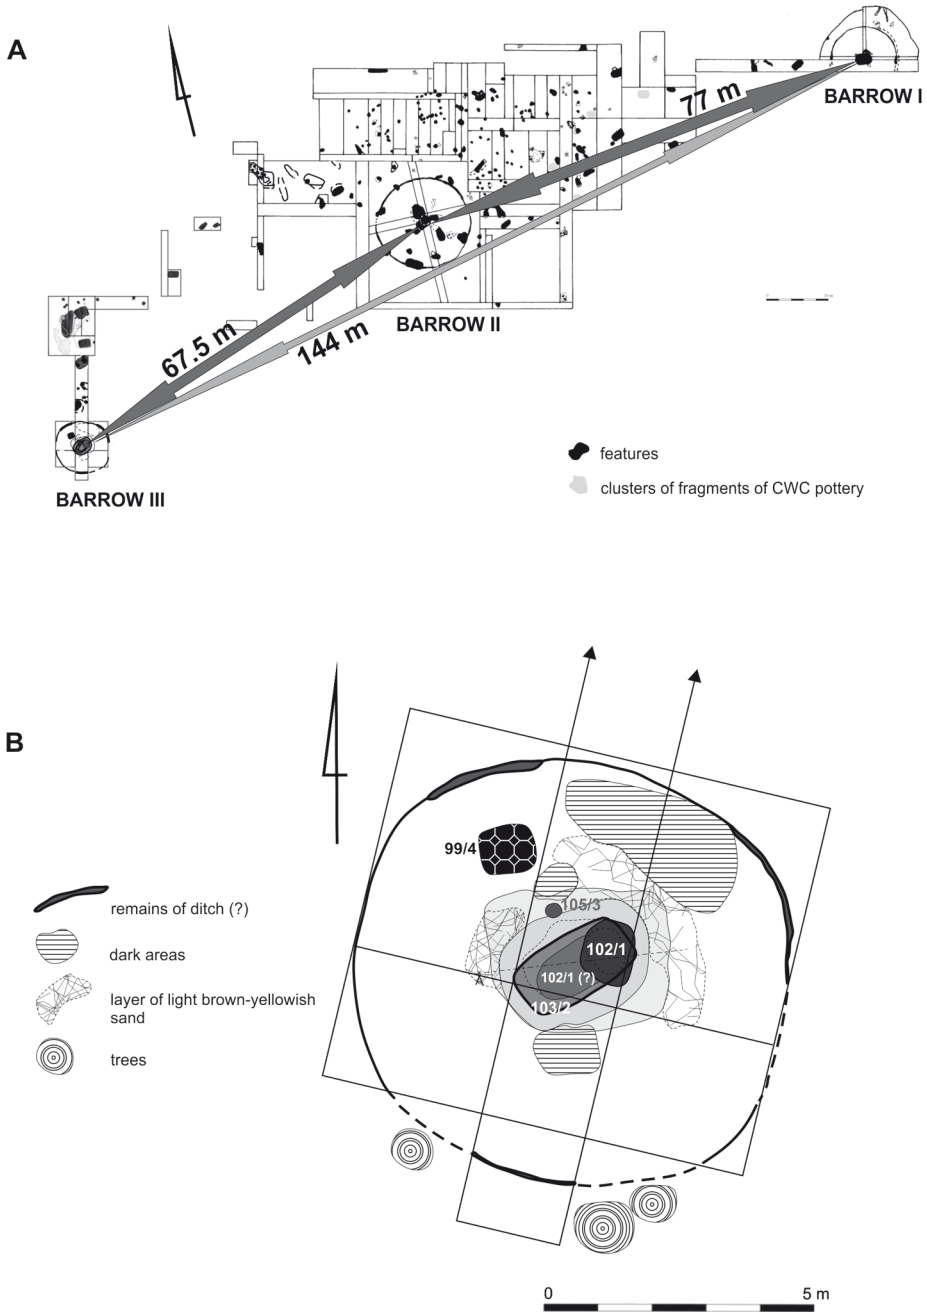 A
77 m
BARROW I
BARROW II
67.5 m
144 m
BARROW III
features
clusters of fragments of CWC pottery
B
99/4
105/3
102/1
102/1 (?)
103/2
A
remains of ditch (?)
dark areas
layer of light brown-yellowish
sand
trees
0
5 m